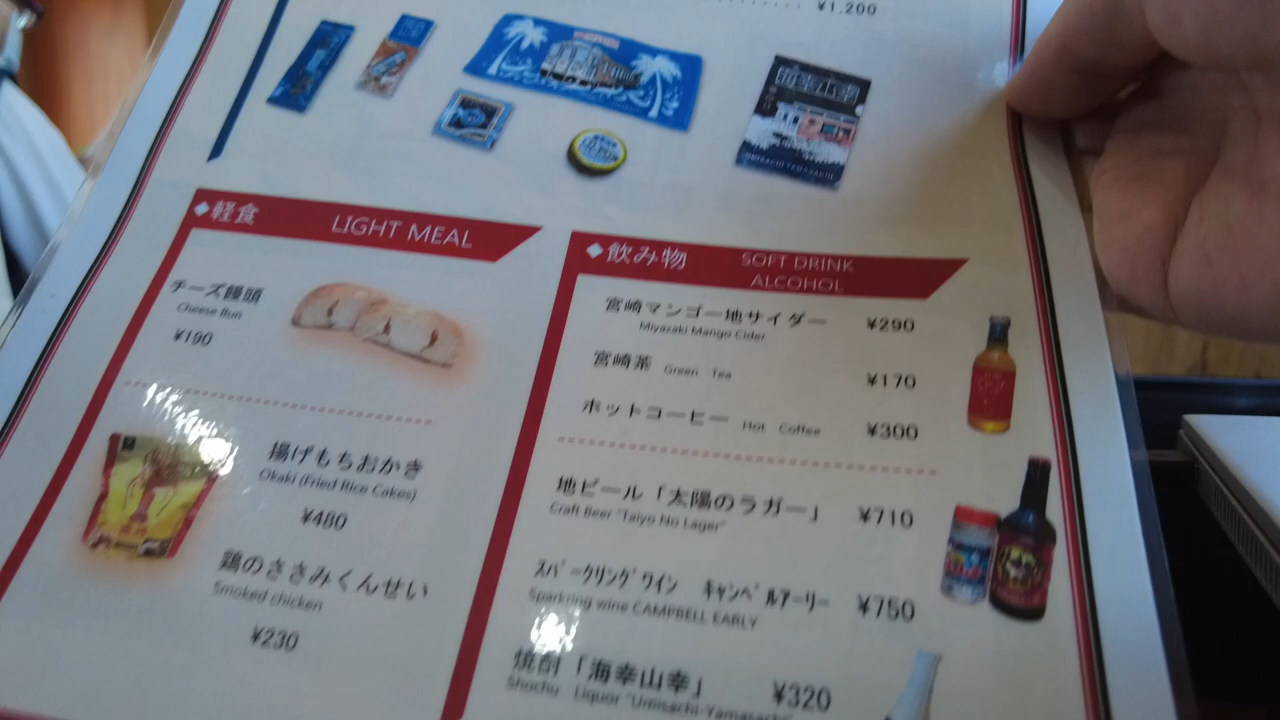 ¥1,200
UMISACHI YAMASACHI
◆軽食 LIGHT MEAL
チーズ饅頭
Cheese Bun
¥190
揚げもちおかき
Okaki (Fried Rice Cakes)
¥480
鶏のささみくんせい
Smoked chicken
¥230
◆飲み物 SOFT DRINK
ALCOHOL
宮崎マンゴー地サイダー ¥290
Miyazaki Mango Cider
宮崎茶 Green Tea ¥170
ホットコーヒー Hot Coffee ¥300
地ビール「太陽のラガー」 ¥710
Craft Beer "Taiyo No Lager"
スパークリングワイン キャンベルアーリー ¥750
Sparkring wine CAMPBELL EARLY
焼酎「海幸山幸」 ¥320
Shochu Liquor "Umisachi-Yamasachi"